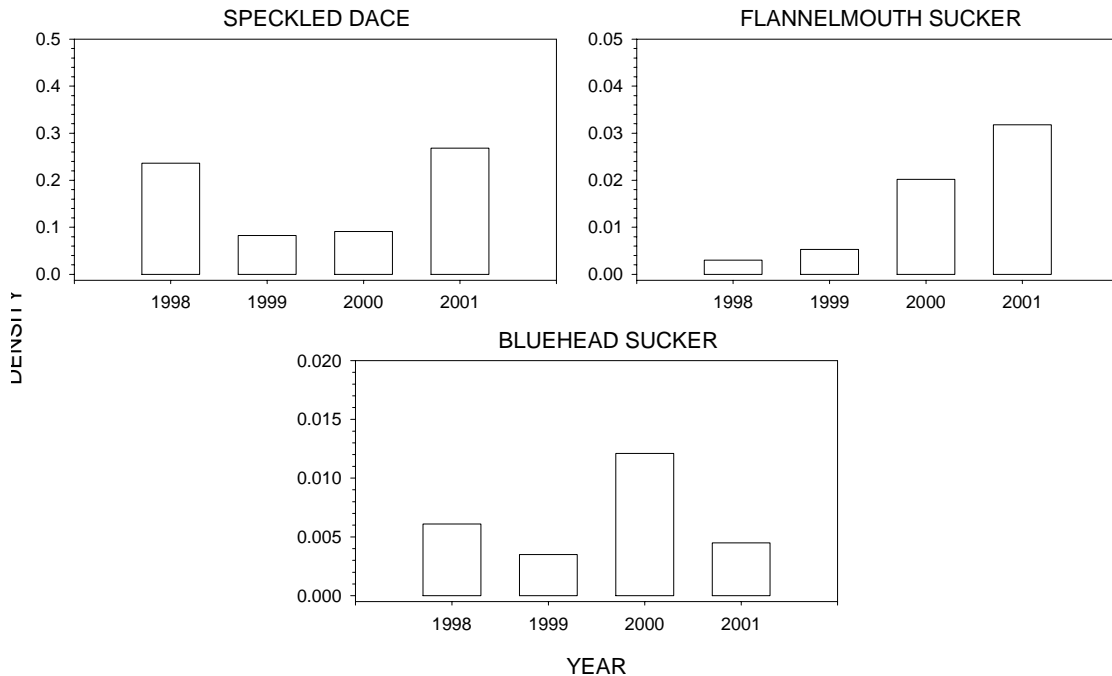 SPECKLED DACE
0.5
0.4
0.3
0.2
0.1
0.0
1998 1999 2000 2001
FLANNELMOUTH SUCKER
0.05
0.04
0.03
0.02
0.01
0.00
1998 1999 2000 2001
DENSITY
BLUEHEAD SUCKER
0.020
0.015
0.010
0.005
0.000
1998 1999 2000 2001
YEAR